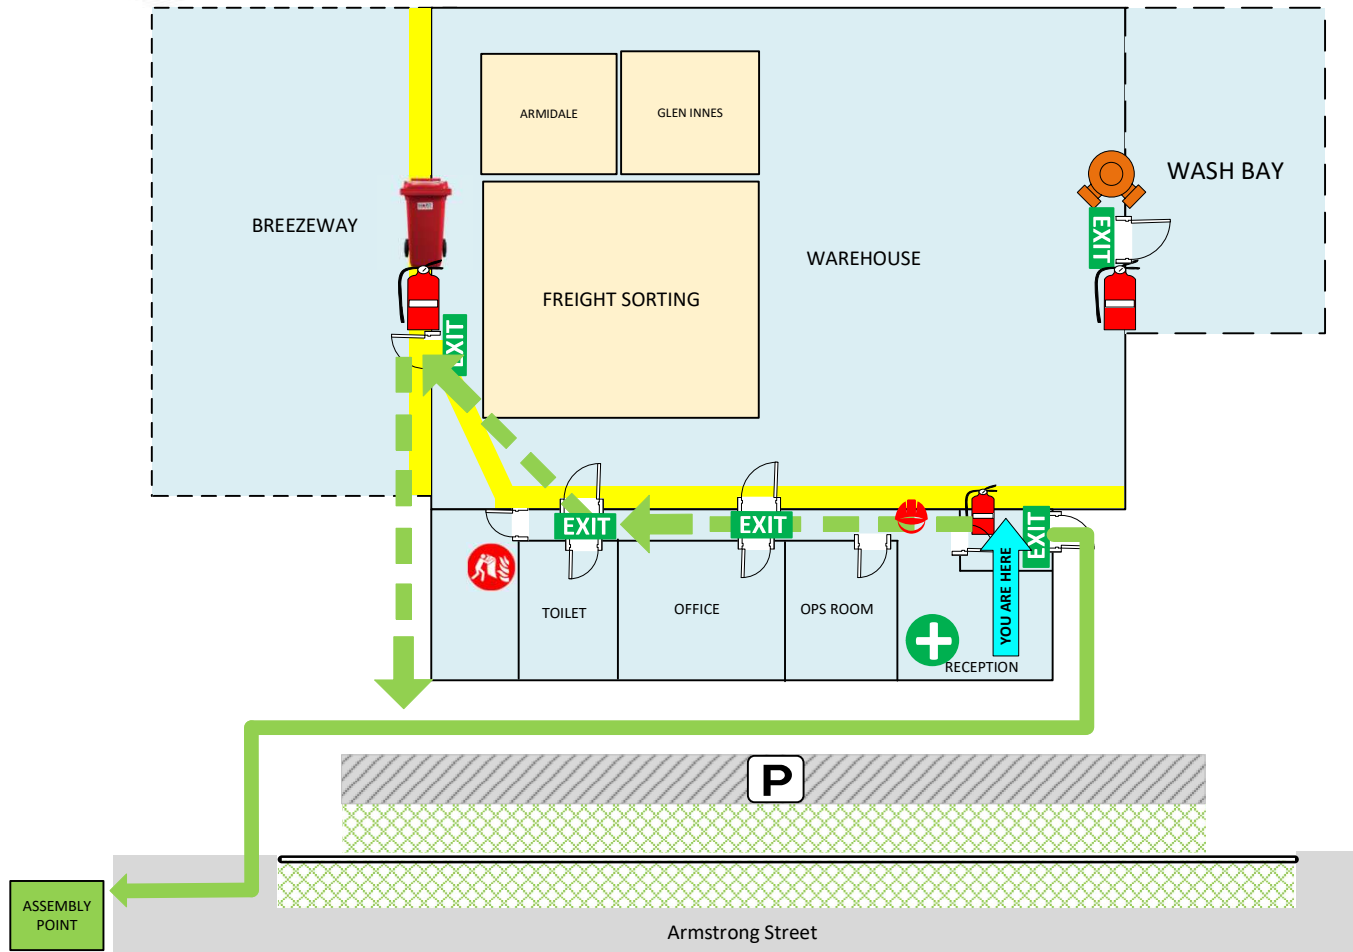 ARMIDALE
GLEN INNES
BREEZEWAY
WAREHOUSE
WASH BAY
EXIT
FREIGHT SORTING
EXIT
EXIT
EXIT
EXIT
YOU ARE HERE
TOILET
OFFICE
OPS ROOM
RECEPTION
P
ASSEMBLY
POINT
Armstrong Street